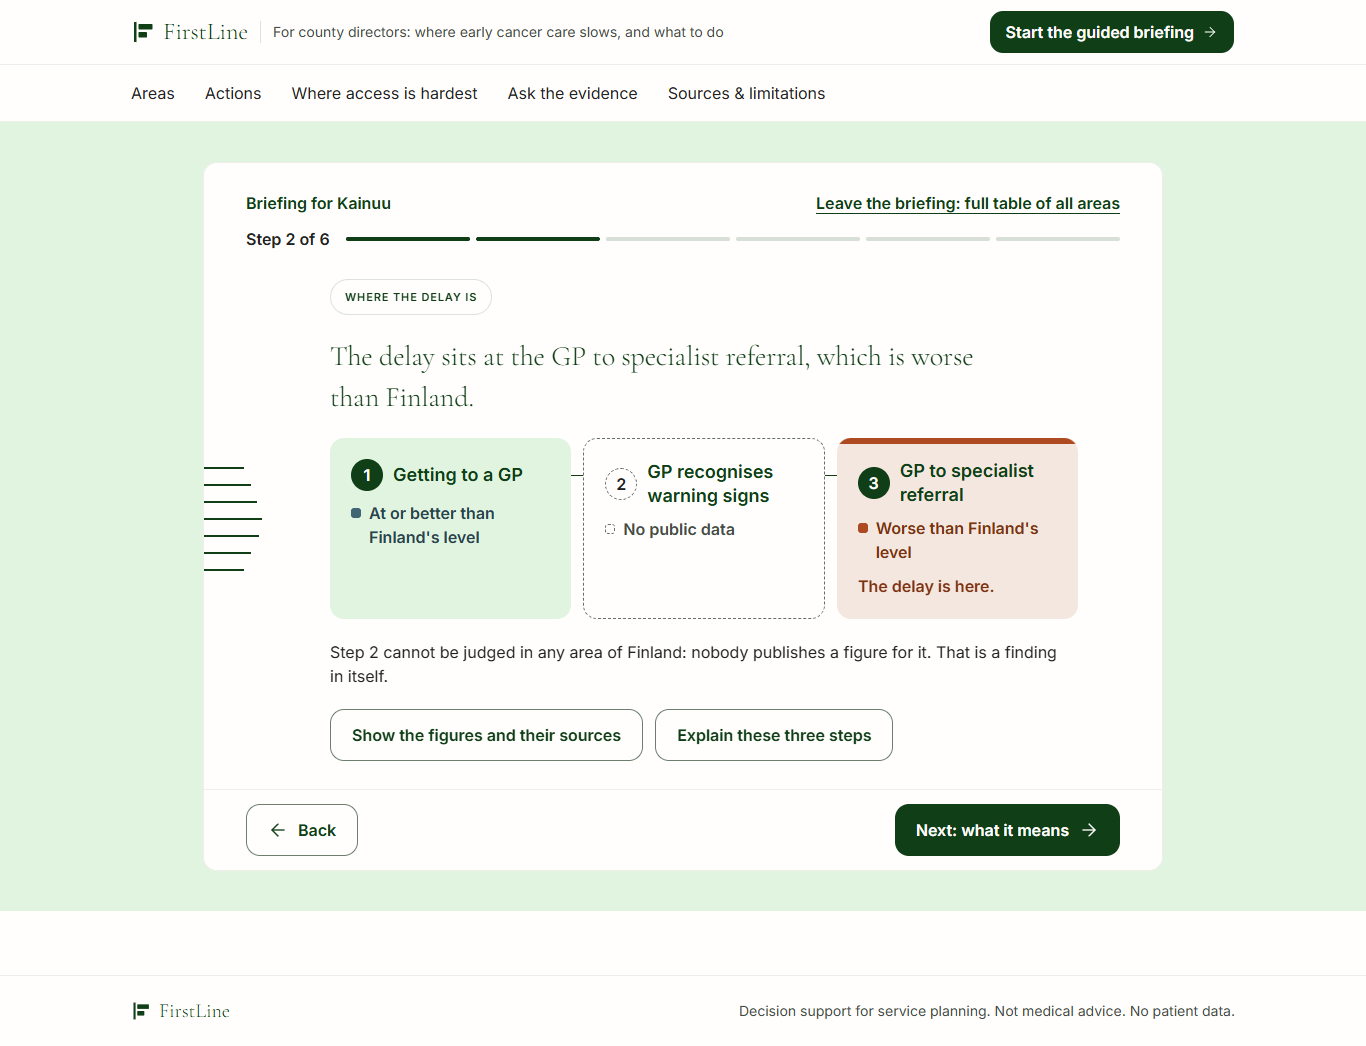 FirstLine
For county directors: where early cancer care slows, and what to do
Start the guided briefing
Areas
Actions
Where access is hardest
Ask the evidence
Sources & limitations
Briefing for Kainuu
Leave the briefing: full table of all areas
Step 2 of 6
WHERE THE DELAY IS
The delay sits at the GP to specialist referral, which is worse
than Finland.
1
Getting to a GP
At or better than
Finland's level
2
GP recognises
warning signs
No public data
3
GP to specialist
referral
Worse than Finland's
level
The delay is here.
Step 2 cannot be judged in any area of Finland: nobody publishes a figure for it. That is a finding
in itself.
Show the figures and their sources
Explain these three steps
Back
Next: what it means
FirstLine
Decision support for service planning. Not medical advice. No patient data.